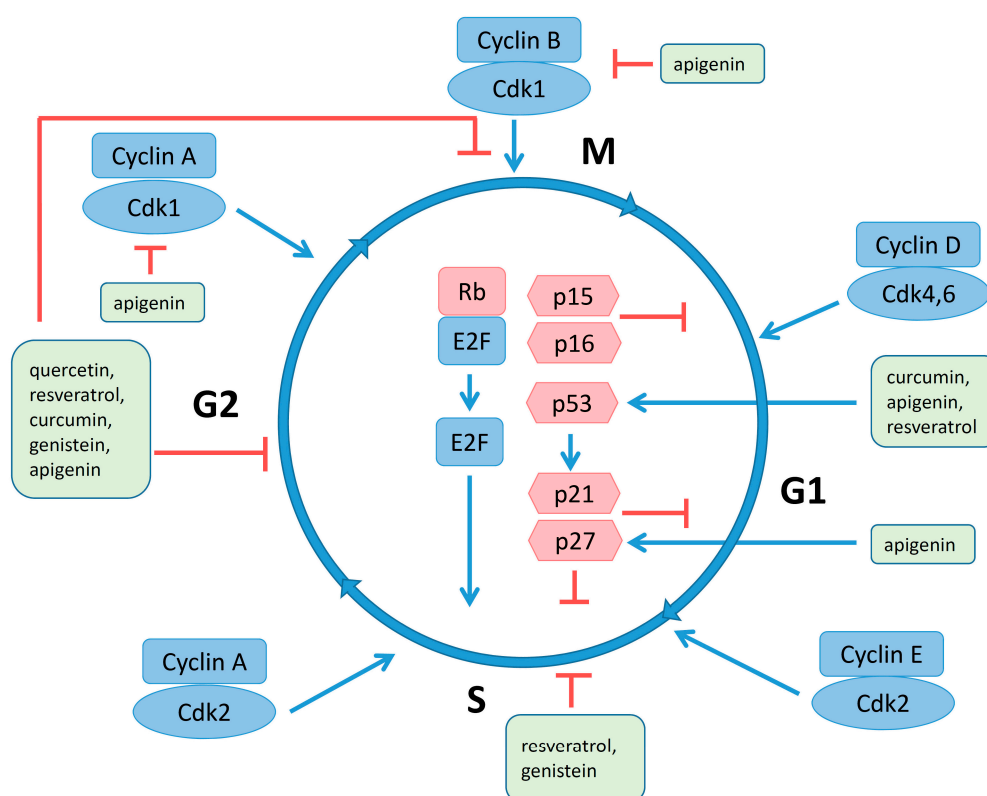 Cyclin B
Cdk1
apigenin
M
Cyclin A
Cdk1
apigenin
Cyclin D
Cdk4,6
Rb
E2F
p15
p16
quercetin,
resveratrol,
curcumin,
genistein,
apigenin
G2
p53
curcumin,
apigenin,
resveratrol
E2F
p21
p27
G1
apigenin
Cyclin A
Cdk2
S
Cyclin E
Cdk2
resveratrol,
genistein